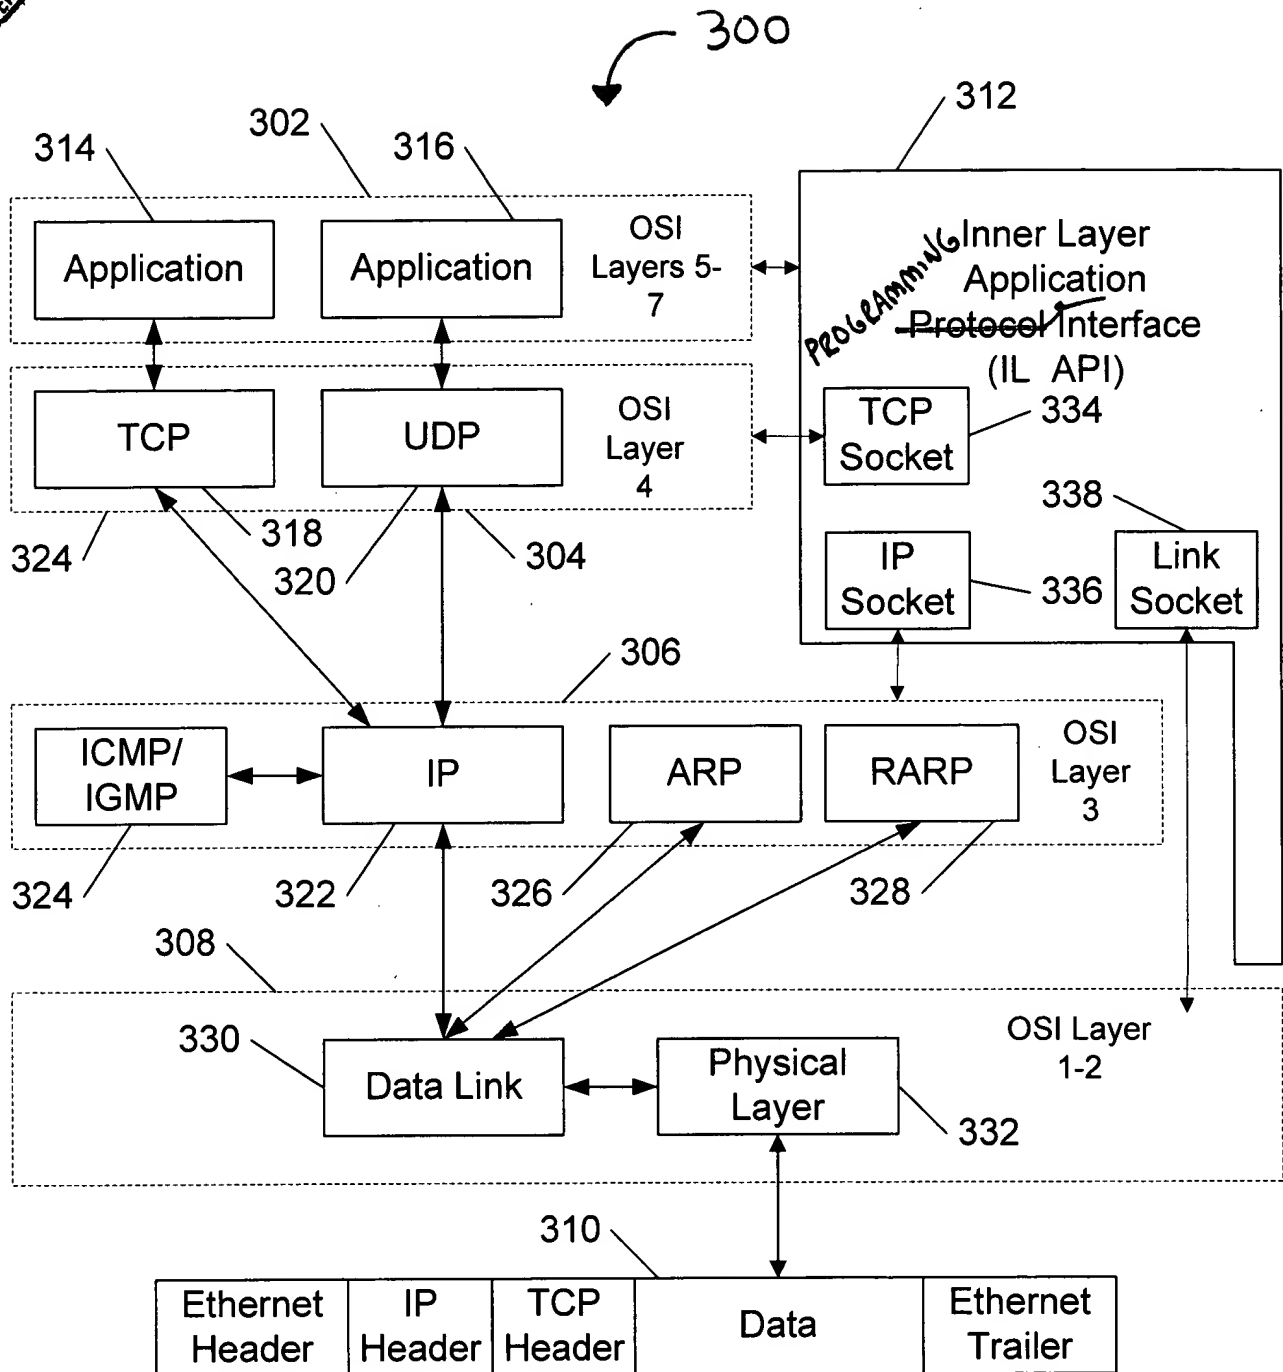 300
312
302
314
316
Application
Application
OSI
Layers 5-
7
PROGRAMMING
Inner Layer
Application
Protocol Interface
(IL API)
TCP
UDP
OSI
Layer
4
TCP
Socket
334
338
324
318
320
304
IP
Socket
336
Link
Socket
306
ICMP/
IGMP
IP
ARP
RARP
OSI
Layer
3
324
322
326
328
308
330
Data Link
Physical
Layer
OSI Layer
1-2
332
310
Ethernet
Header
IP
Header
TCP
Header
Data
Ethernet
Trailer